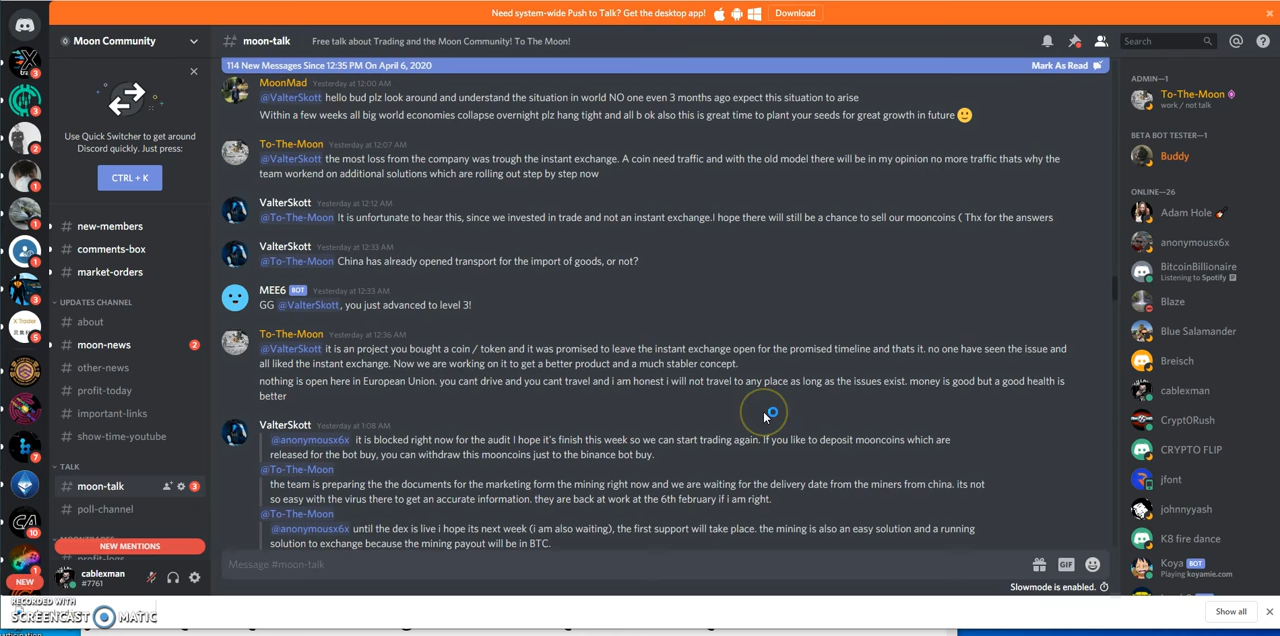 Need system-wide Push to Talk? Get the desktop app!
Download
Moon Community
# moon-talk
Free talk about Trading and the Moon Community! To The Moon!
Search
114 New Messages Since 12:35 PM On April 6, 2020
Mark As Read
Use Quick Switcher to get around
Discord quickly. Just press:
CTRL + K
# new-members
# comments-box
# market-orders
UPDATES CHANNEL
# about
# moon-news
2
# other-news
# profit-today
# important-links
# show-time-youtube
TALK
# moon-talk
3
# poll-channel
NEW MENTIONS
cablexman
#7761
NEW
RECORDED WITH
SCREENCAST MATIC
MoonMad Yesterday at 12:00 AM
@ValterSkott hello bud plz look around and understand the situation in world NO one even 3 months ago expect this situation to arise
Within a few weeks all big world economies collapse overnight plz hang tight and all b ok also this is great time to plant your seeds for great growth in future
To-The-Moon Yesterday at 12:07 AM
@ValterSkott the most loss from the company was trough the instant exchange. A coin need traffic and with the old model there will be in my opinion no more traffic thats why the
team workend on additional solutions which are rolling out step by step now
ValterSkott Yesterday at 12:12 AM
@To-The-Moon It is unfortunate to hear this, since we invested in trade and not an instant exchange.I hope there will still be a chance to sell our mooncoins ( Thx for the answers
ValterSkott Yesterday at 12:33 AM
@To-The-Moon China has already opened transport for the import of goods, or not?
MEE6 BOT Yesterday at 12:33 AM
GG @ValterSkott, you just advanced to level 3!
To-The-Moon Yesterday at 12:36 AM
@ValterSkott it is an project you bought a coin / token and it was promised to leave the instant exchange open for the promised timeline and thats it. no one have seen the issue and
all liked the instant exchange. Now we are working on it to get a better product and a much stabler concept.
nothing is open here in European Union. you cant drive and you cant travel and i am honest i will not travel to any place as long as the issues exist. money is good but a good health is
better
ValterSkott Yesterday at 1:08 AM
@anonymousx6x it is blocked right now for the audit I hope it's finish this week so we can start trading again. If you like to deposit mooncoins which are
released for the bot buy, you can withdraw this mooncoins just to the binance bot buy.
@To-The-Moon
the team is preparing the the documents for the marketing form the mining right now and we are waiting for the delivery date from the miners from china. its not
so easy with the virus there to get an accurate information. they are back at work at the 6th february if i am right.
@To-The-Moon
@anonymousx6x until the dex is live i hope its next week (i am also waiting), the first support will take place. the mining is also an easy solution and a running
solution to exchange because the mining payout will be in BTC.
Message #moon-talk
GIF
Slowmode is enabled.
ADMIN—1
To-The-Moon
work / not talk
BETA BOT TESTER—1
Buddy
ONLINE—26
Adam Hole
anonymousx6x
BitcoinBillionaire
Listening to Spotify
Blaze
Blue Salamander
Breisch
cablexman
Crypt0Rush
CRYPTO FLIP
jfont
johnnyyash
K8 fire dance
Koya BOT
Playing koyamie.com
Show all